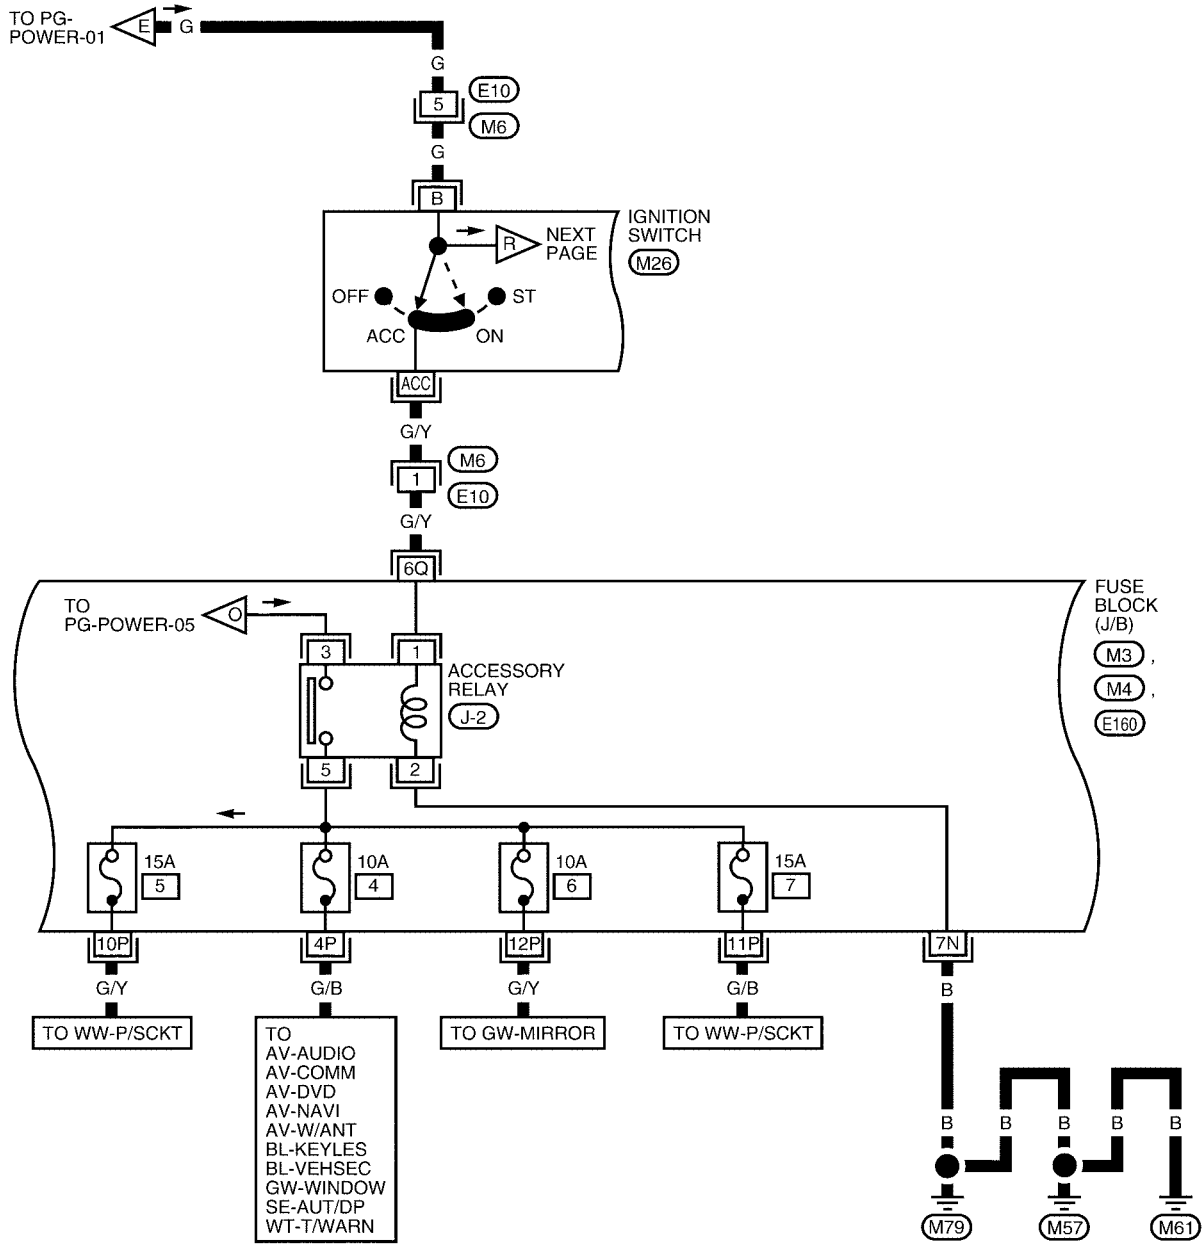 TO PG-
POWER-01
E
G
G
5
E10
M6
G
B
IGNITION
SWITCH
M26
R
NEXT
PAGE
OFF
ST
ACC
ON
ACC
G/Y
M6
1
E10
G/Y
6Q
FUSE
BLOCK
(J/B)
M3 ,
M4 ,
E160
TO
PG-POWER-05
O
3
1
ACCESSORY
RELAY
J-2
5
2
15A
5
10A
4
10A
6
15A
7
10P
4P
12P
11P
7N
G/Y
G/B
G/Y
G/B
B
TO WW-P/SCKT
TO
AV-AUDIO
AV-COMM
AV-DVD
AV-NAVI
AV-W/ANT
BL-KEYLES
BL-VEHSEC
GW-WINDOW
SE-AUT/DP
WT-T/WARN
TO GW-MIRROR
TO WW-P/SCKT
B
B
B
B
B
M79
M57
M61